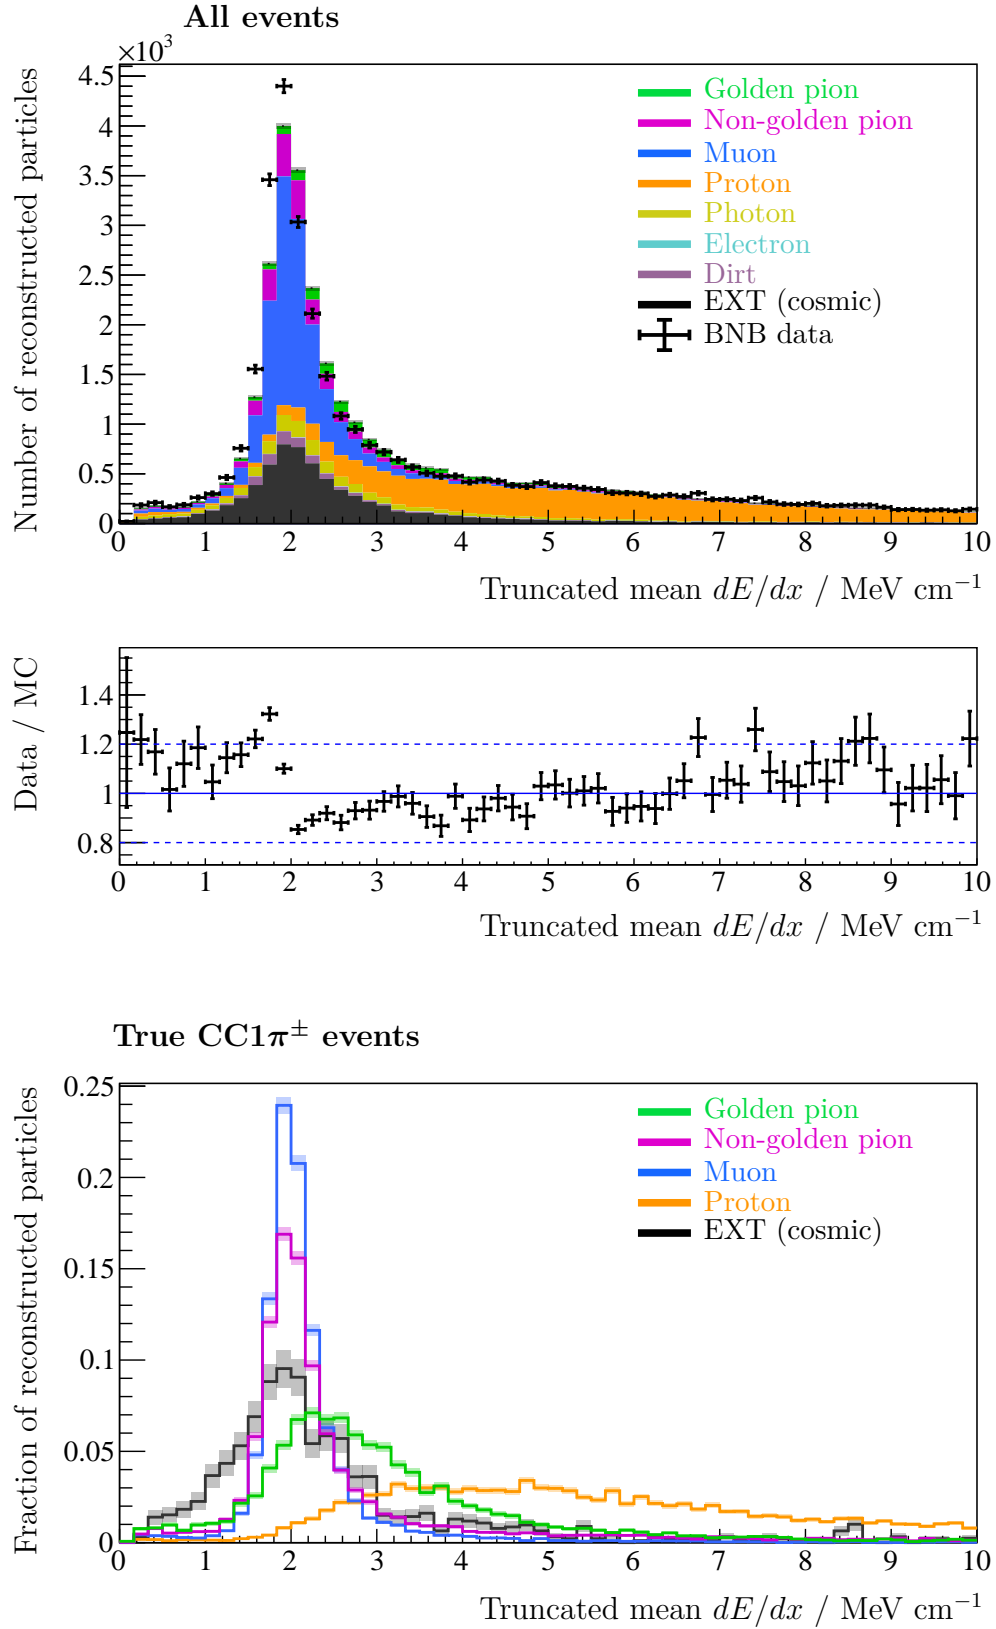 All events
×10³
Number of reconstructed particles
4.5
4
3.5
3
2.5
2
1.5
1
0.5
0
Golden pion
Non-golden pion
Muon
Proton
Photon
Electron
Dirt
EXT (cosmic)
BNB data
0 1 2 3 4 5 6 7 8 9 10
Truncated mean dE/dx / MeV cm⁻¹
Data / MC
1.4
1.2
1
0.8
0 1 2 3 4 5 6 7 8 9 10
Truncated mean dE/dx / MeV cm⁻¹
True CC1π± events
Fraction of reconstructed particles
0.25
0.2
0.15
0.1
0.05
0
Golden pion
Non-golden pion
Muon
Proton
EXT (cosmic)
0 1 2 3 4 5 6 7 8 9 10
Truncated mean dE/dx / MeV cm⁻¹